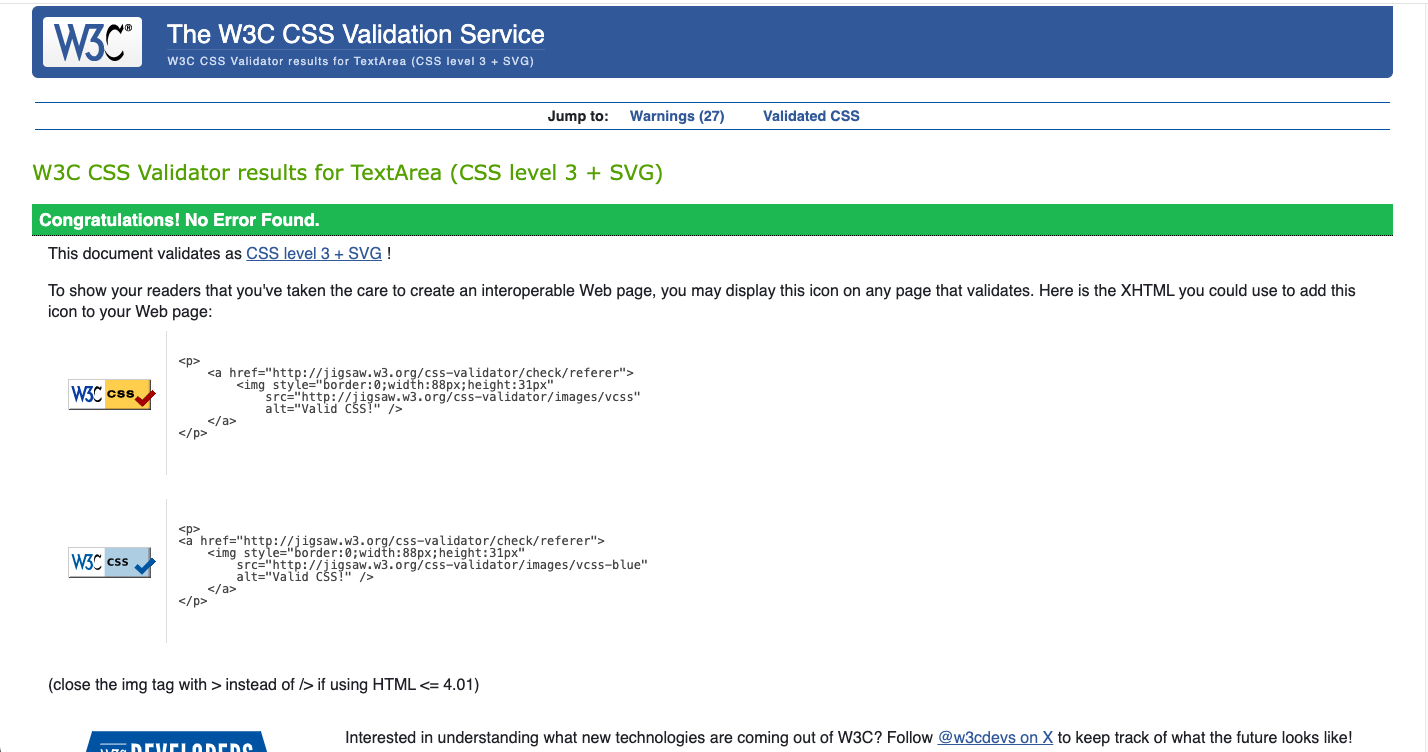 W3C®
The W3C CSS Validation Service
W3C CSS Validator results for TextArea (CSS level 3 + SVG)
Jump to: Warnings (27) Validated CSS
W3C CSS Validator results for TextArea (CSS level 3 + SVG)
Congratulations! No Error Found.
This document validates as CSS level 3 + SVG !
To show your readers that you've taken the care to create an interoperable Web page, you may display this icon on any page that validates. Here is the XHTML you could use to add this
icon to your Web page:
W3C css
<p>
    <a href="http://jigsaw.w3.org/css-validator/check/referer">
        <img style="border:0;width:88px;height:31px"
            src="http://jigsaw.w3.org/css-validator/images/vcss"
            alt="Valid CSS!" />
    </a>
</p>
W3C css
<p>
<a href="http://jigsaw.w3.org/css-validator/check/referer">
    <img style="border:0;width:88px;height:31px"
        src="http://jigsaw.w3.org/css-validator/images/vcss-blue"
        alt="Valid CSS!" />
    </a>
</p>
(close the img tag with > instead of /> if using HTML <= 4.01)
W3C DEVELOPERS
Interested in understanding what new technologies are coming out of W3C? Follow @w3cdevs on X to keep track of what the future looks like!